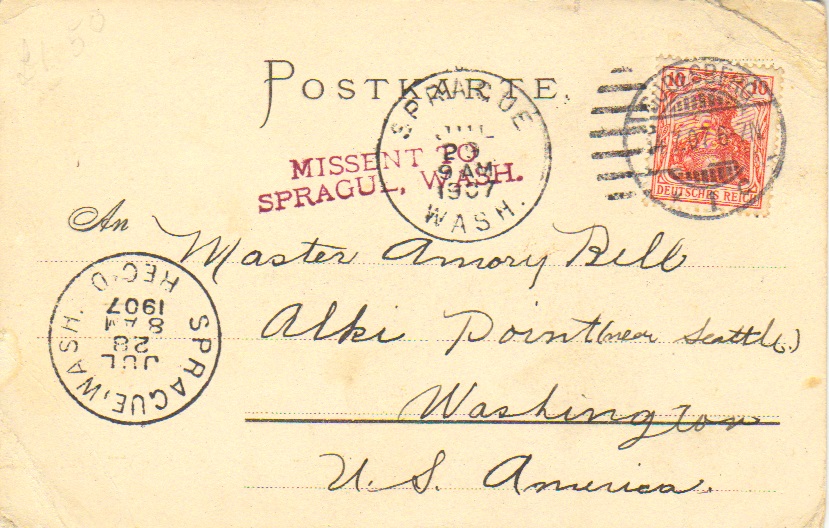 £1.50
POSTKARTE.
10 10
DEUTSCHES REICH
SPRAGUE
JUL
29
9 AM
1907
WASH.
MISSENT TO
SPRAGUE, WASH.
An Master Amory Bell
Alki Point (near Seattle)
Washington
U. S. America.
SPRAGUE, WASH.
JUL
28
8 AM
1907
REC'D